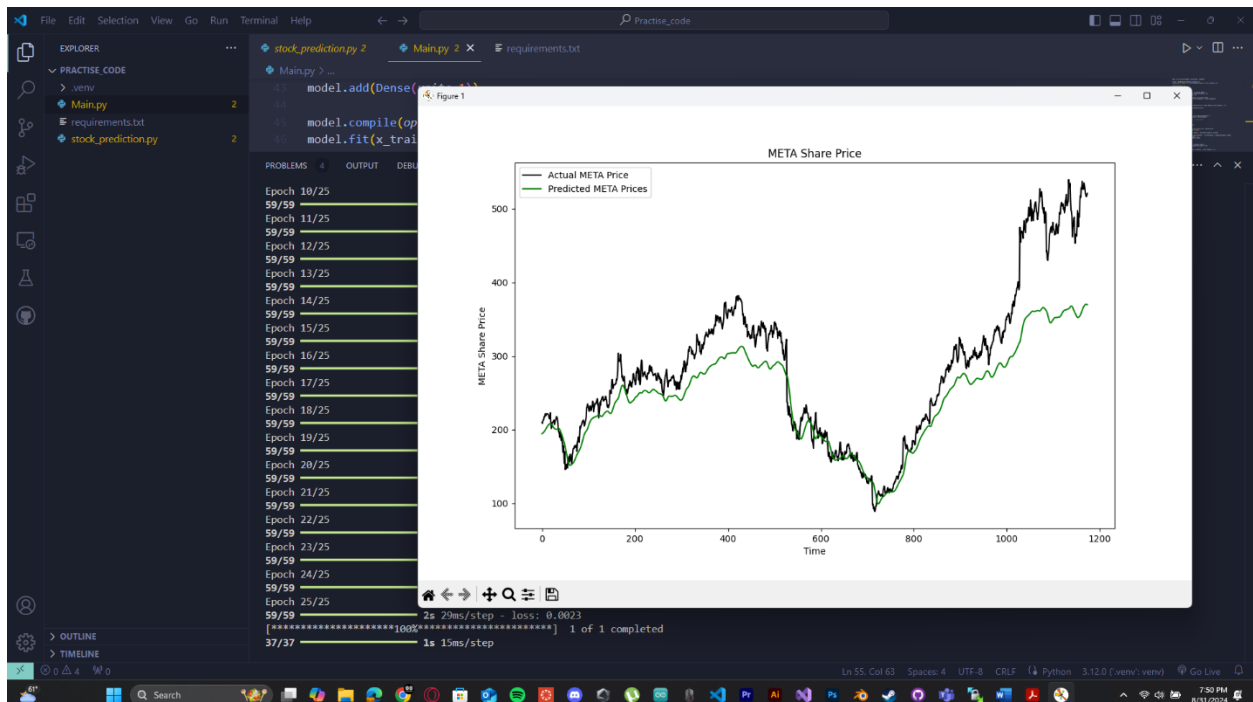 File Edit Selection View Go Run Terminal Help
Practise_code
EXPLORER
stock_prediction.py 2
Main.py 2
requirements.txt
PRACTISE_CODE
.venv
Main.py 2
requirements.txt
stock_prediction.py 2
Main.py > ...
43 model.add(Dense(
44
45 model.compile(op
46 model.fit(x_trai
PROBLEMS 4 OUTPUT DEBU
Epoch 10/25
59/59
Epoch 11/25
59/59
Epoch 12/25
59/59
Epoch 13/25
59/59
Epoch 14/25
59/59
Epoch 15/25
59/59
Epoch 16/25
59/59
Epoch 17/25
59/59
Epoch 18/25
59/59
Epoch 19/25
59/59
Epoch 20/25
59/59
Epoch 21/25
59/59
Epoch 22/25
59/59
Epoch 23/25
59/59
Epoch 24/25
59/59
Epoch 25/25
59/59 2s 29ms/step - loss: 0.0023
[*********************100%***********************] 1 of 1 completed
37/37 1s 15ms/step
Figure 1
META Share Price
Actual META Price
Predicted META Prices
500
400
300
200
100
META Share Price
0 200 400 600 800 1000 1200
Time
OUTLINE
TIMELINE
0 4 0
Ln 55, Col 63 Spaces: 4 UTF-8 CRLF Python 3.12.0 ('.venv': venv) Go Live
61°
Search
Pr
Ai
Ps
7:50 PM
8/31/2024